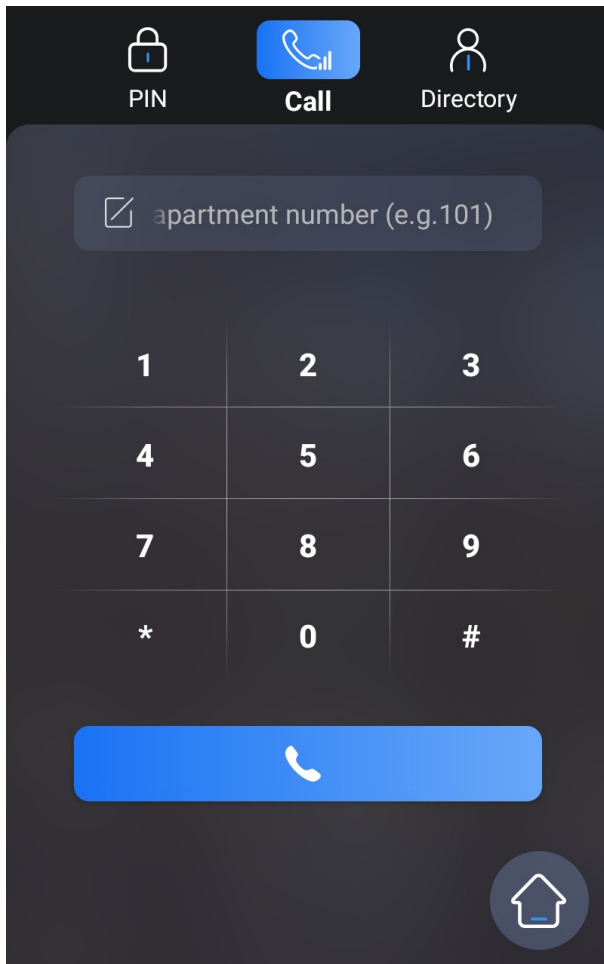 PIN Call Directory
apartment number (e.g.101)
1 2 3
4 5 6
7 8 9
* 0 #